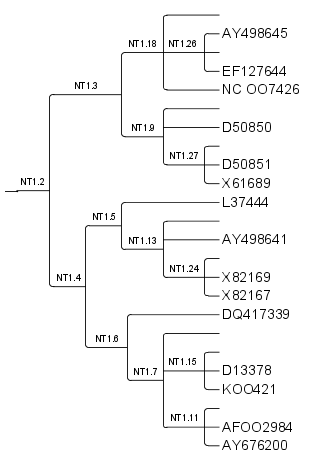 NT1.18
NT1.26
AY498645
EF127644
NC OO7426
NT1.3
NT1.9
D50850
NT1.27
D50851
X61689
NT1.2
L37444
NT1.5
NT1.13
AY498641
NT1.24
X82169
X82167
NT1.4
DQ417339
NT1.6
NT1.7
NT1.15
D13378
KOO421
NT1.11
AFOO2984
AY676200